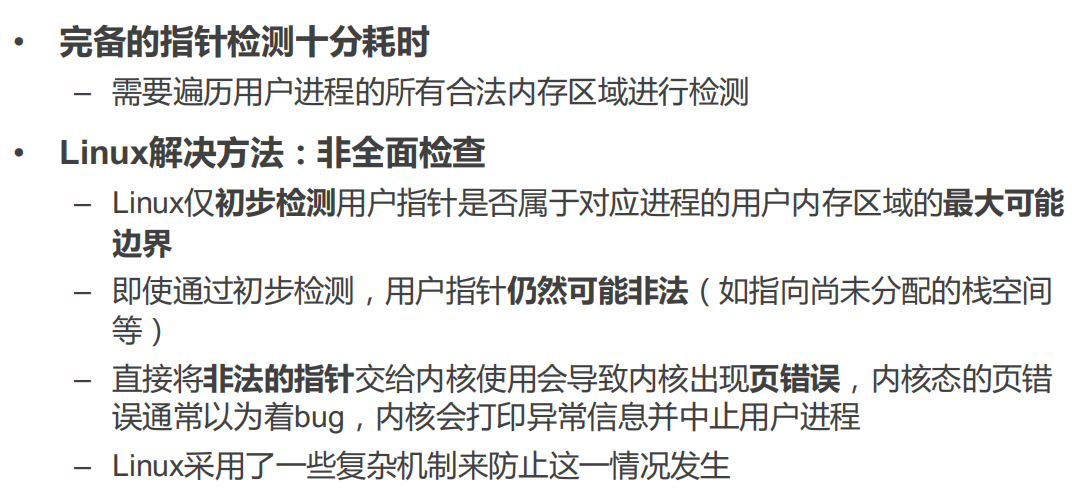 • 完备的指针检测十分耗时
– 需要遍历用户进程的所有合法内存区域进行检测
• Linux解决方法：非全面检查
– Linux仅初步检测用户指针是否属于对应进程的用户内存区域的最大可能
边界
– 即使通过初步检测，用户指针仍然可能非法（如指向尚未分配的栈空间
等）
– 直接将非法的指针交给内核使用会导致内核出现页错误，内核态的页错
误通常以为着bug，内核会打印异常信息并中止用户进程
– Linux采用了一些复杂机制来防止这一情况发生